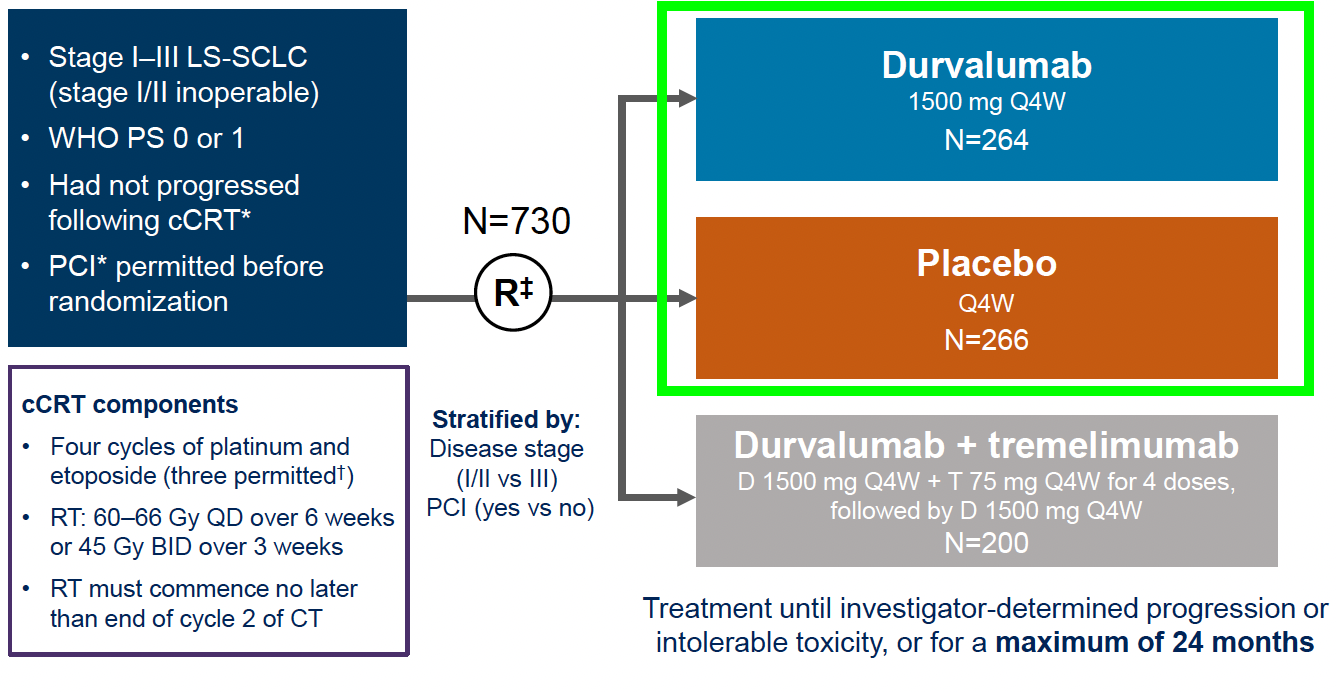 • Stage I–III LS-SCLC
(stage I/II inoperable)
• WHO PS 0 or 1
• Had not progressed
following cCRT*
• PCI* permitted before
randomization
cCRT components
• Four cycles of platinum and
etoposide (three permitted†)
• RT: 60–66 Gy QD over 6 weeks
or 45 Gy BID over 3 weeks
• RT must commence no later
than end of cycle 2 of CT
N=730
R‡
Stratified by:
Disease stage
(I/II vs III)
PCI (yes vs no)
Durvalumab
1500 mg Q4W
N=264
Placebo
Q4W
N=266
Durvalumab + tremelimumab
D 1500 mg Q4W + T 75 mg Q4W for 4 doses,
followed by D 1500 mg Q4W
N=200
Treatment until investigator-determined progression or
intolerable toxicity, or for a maximum of 24 months